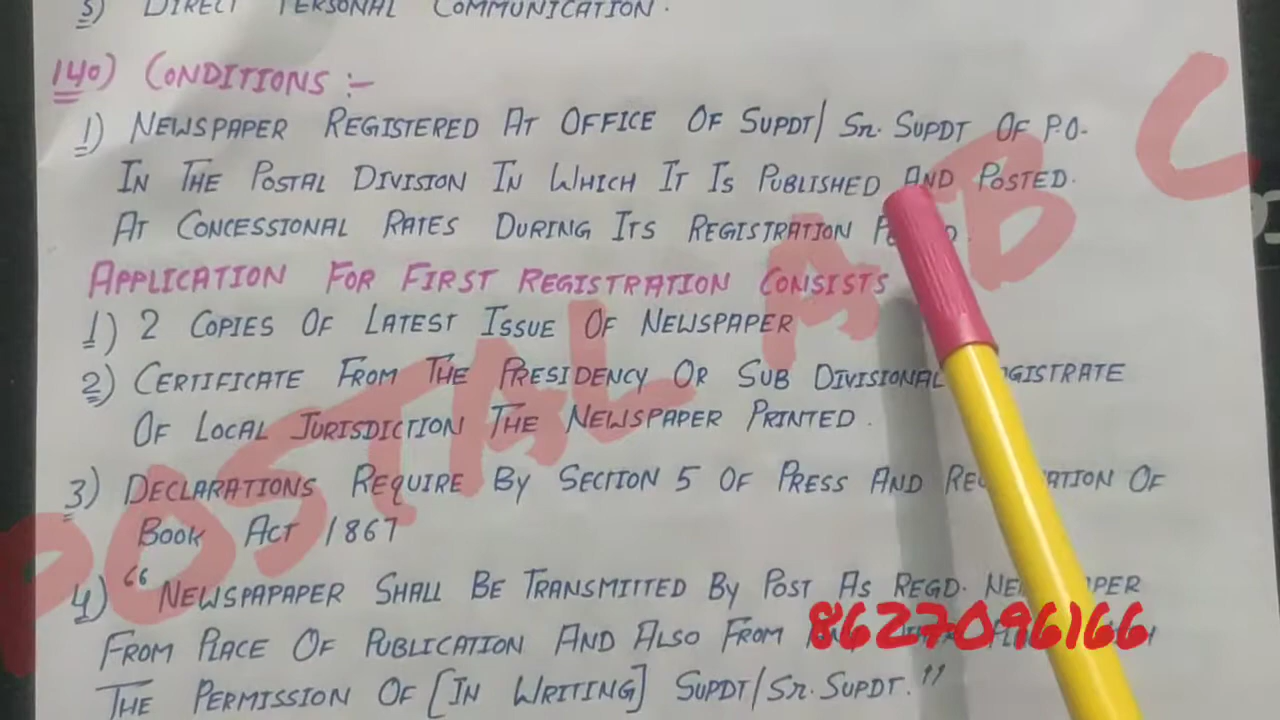 3) DIRECT PERSONAL COMMUNICATION.
140) CONDITIONS :-
1) NEWSPAPER REGISTERED AT OFFICE OF SUPDT/ Sr. SUPDT OF P.O.
IN THE POSTAL DIVISION IN WHICH IT IS PUBLISHED AND POSTED.
AT CONCESSIONAL RATES DURING ITS REGISTRATION
APPLICATION FOR FIRST REGISTRATION CONSISTS
1) 2 COPIES OF LATEST ISSUE OF NEWSPAPER
2) CERTIFICATE FROM THE PRESIDENCY OR SUB DIVISIONAL
OF LOCAL JURISDICTION THE NEWSPAPER PRINTED.
3) DECLARATIONS REQUIRE BY SECTION 5 OF PRESS AND OF
BOOK ACT 1867
4) "NEWSPAPAPER SHALL BE TRANSMITTED BY POST AS REGD.
FROM PLACE OF PUBLICATION AND ALSO FROM
THE PERMISSION OF [IN WRITING] SUPDT/Sr. SUPDT."
POSTAL A B C
8627096166